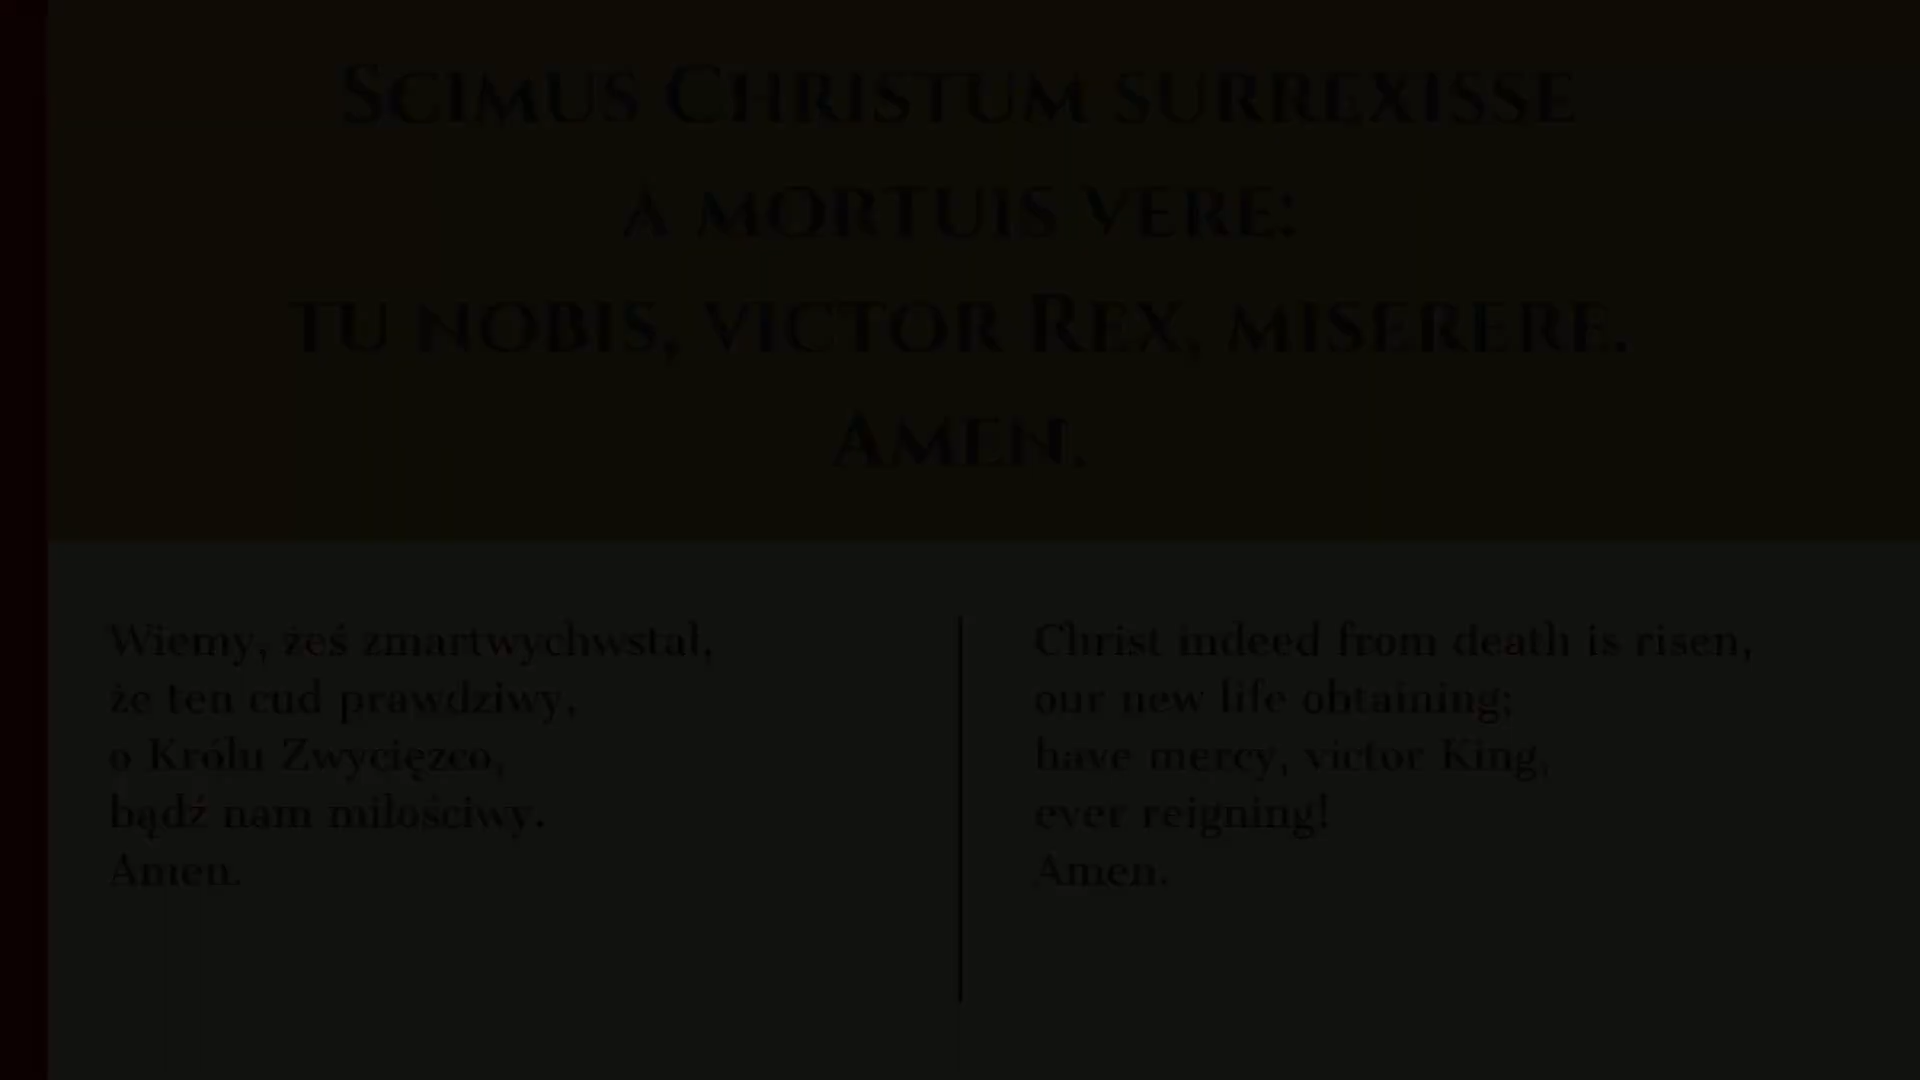 Scimus Christum surrexisse
a mortuis vere:
tu nobis, victor Rex, miserere.
Amen.
Wiemy, żeś zmartwychwstał,
że ten cud prawdziwy,
o Królu Zwycięzco,
bądź nam miłościwy.
Amen.
Christ indeed from death is risen,
our new life obtaining;
have mercy, victor King,
ever reigning!
Amen.